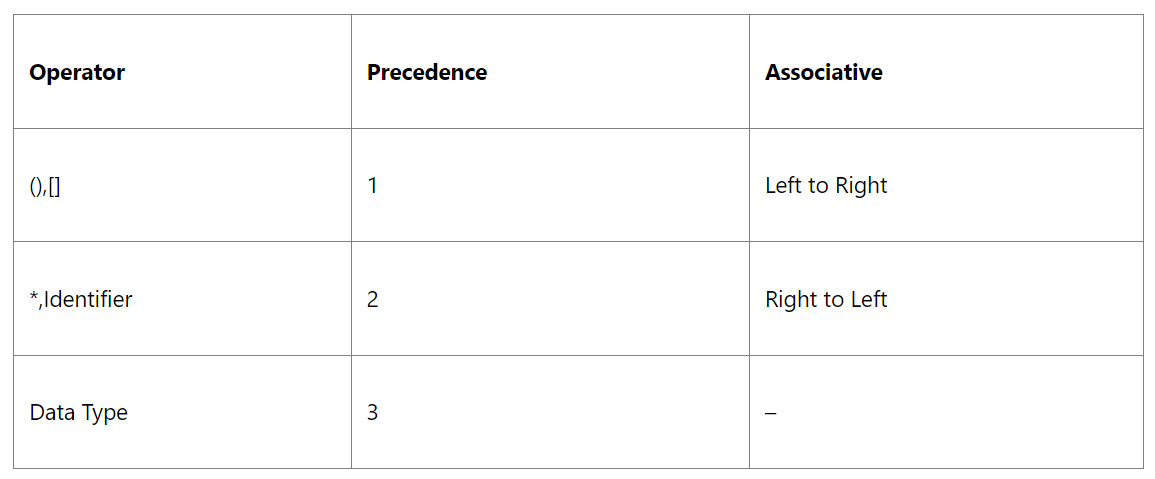 Operator Precedence Associative
(),[] 1 Left to Right
*,Identifier 2 Right to Left
Data Type 3 –